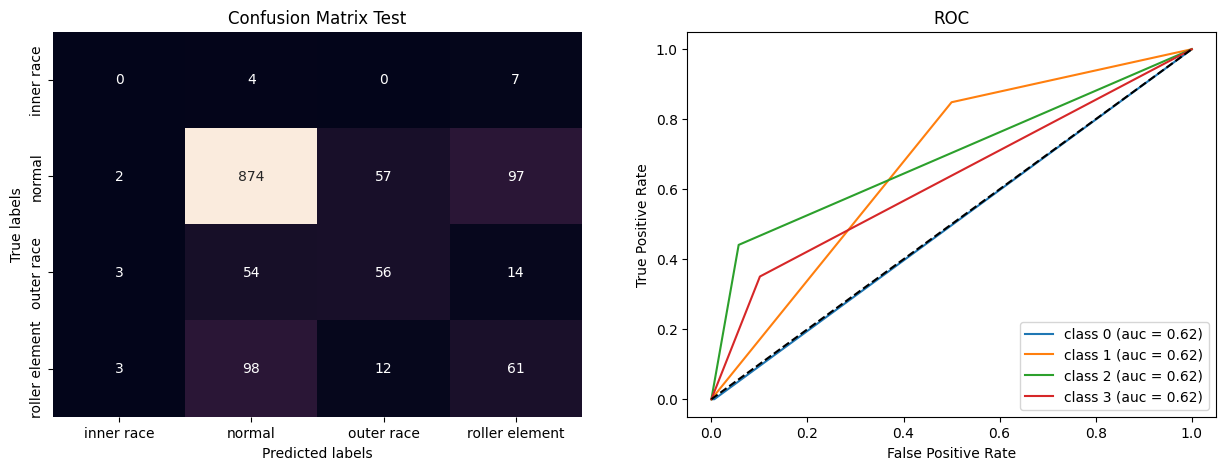 Confusion Matrix Test
True labels
inner race
normal
outer race
roller element
0 4 0 7
2 874 57 97
3 54 56 14
3 98 12 61
inner race normal outer race roller element
Predicted labels
ROC
True Positive Rate
1.0
0.8
0.6
0.4
0.2
0.0
class 0 (auc = 0.62)
class 1 (auc = 0.62)
class 2 (auc = 0.62)
class 3 (auc = 0.62)
0.0 0.2 0.4 0.6 0.8 1.0
False Positive Rate